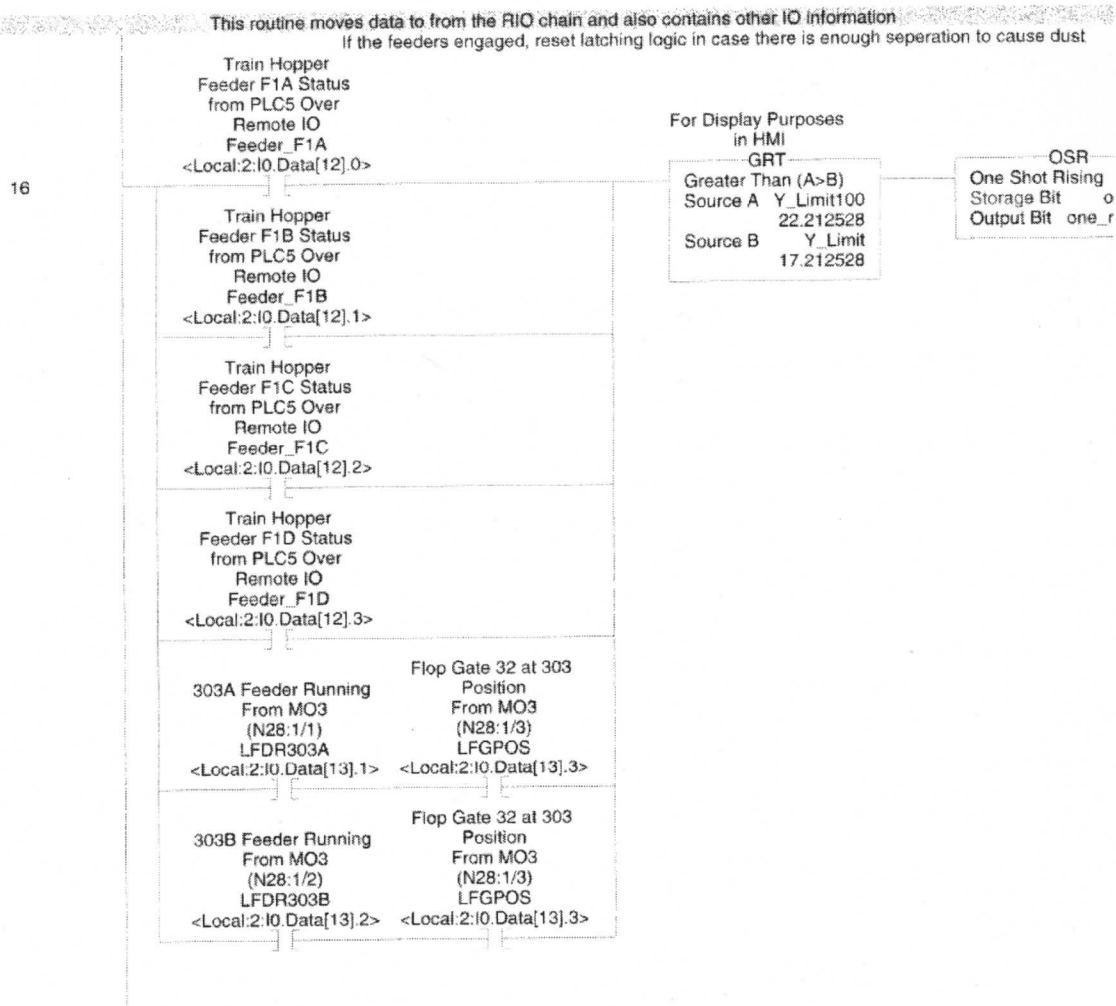 This routine moves data to from the RIO chain and also contains other IO information
If the feeders engaged, reset latching logic in case there is enough seperation to cause dust
Train Hopper
Feeder F1A Status
from PLC5 Over
Remote IO
Feeder_F1A
<Local:2:I0.Data[12].0>
16
For Display Purposes
in HMI
GRT
Greater Than (A>B)
Source A Y_Limit100
22.212528
Source B Y_Limit
17.212528
OSR
One Shot Rising
Storage Bit o
Output Bit one_r
Train Hopper
Feeder F1B Status
from PLC5 Over
Remote IO
Feeder_F1B
<Local:2:I0.Data[12].1>
Train Hopper
Feeder F1C Status
from PLC5 Over
Remote IO
Feeder_F1C
<Local:2:I0.Data[12].2>
Train Hopper
Feeder F1D Status
from PLC5 Over
Remote IO
Feeder_F1D
<Local:2:I0.Data[12].3>
303A Feeder Running
From MO3
(N28:1/1)
LFDR303A
<Local:2:I0.Data[13].1>
Flop Gate 32 at 303
Position
From MO3
(N28:1/3)
LFGPOS
<Local:2:I0.Data[13].3>
303B Feeder Running
From MO3
(N28:1/2)
LFDR303B
<Local:2:I0.Data[13].2>
Flop Gate 32 at 303
Position
From MO3
(N28:1/3)
LFGPOS
<Local:2:I0.Data[13].3>